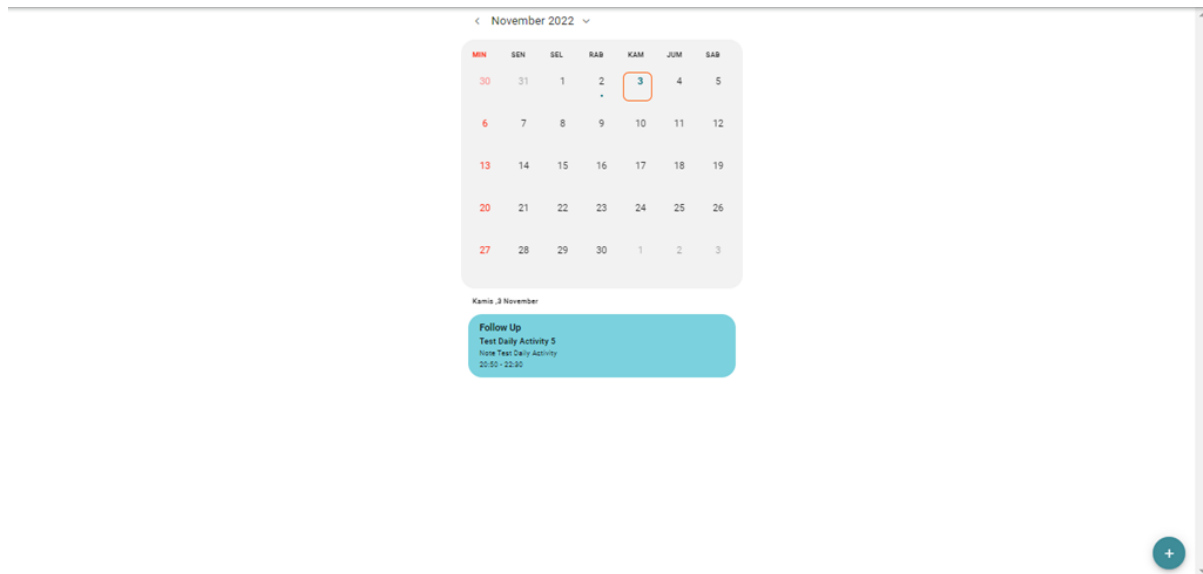 < November 2022
MIN SEN SEL RAB KAM JUM SAB
30 31 1 2 3 4 5
6 7 8 9 10 11 12
13 14 15 16 17 18 19
20 21 22 23 24 25 26
27 28 29 30 1 2 3
Kamis ,3 November
Follow Up
Test Daily Activity 5
Note Test Daily Activity
20:50 - 22:30
+